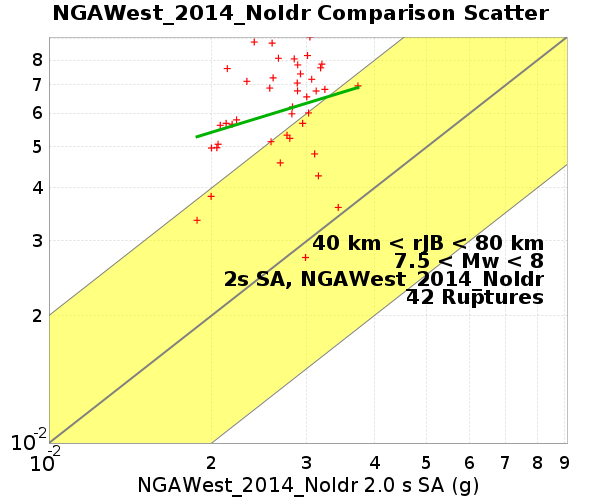 NGAWest_2014_NoIdr Comparison Scatter
8
7
6
5
4
3
2
10-2
40 km < rJB < 80 km
7.5 < Mw < 8
2s SA, NGAWest_2014_NoIdr
42 Ruptures
10-2
2 3 4 5 6 7 8 9
NGAWest_2014_NoIdr 2.0 s SA (g)